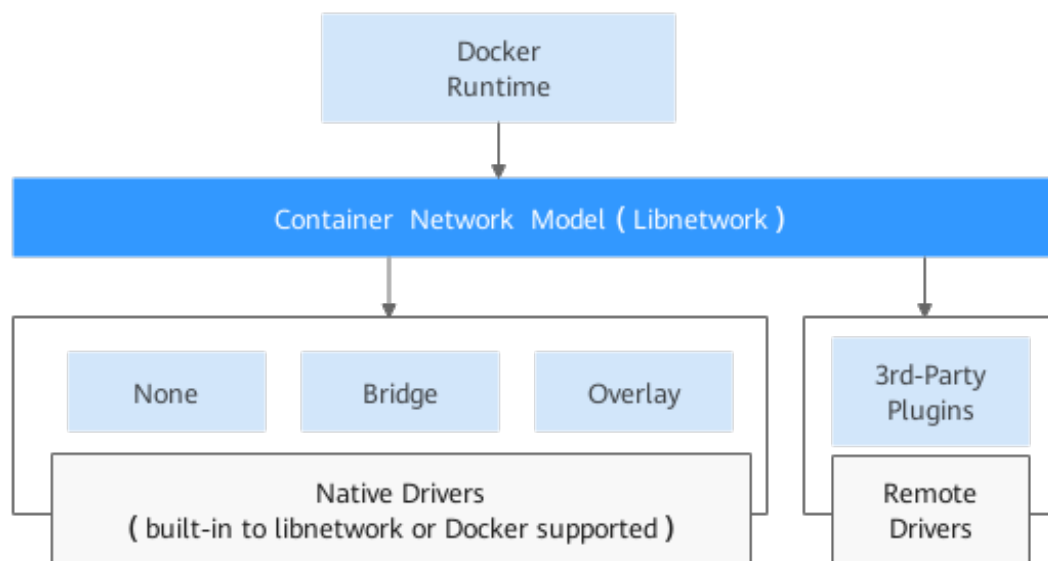 Docker
Runtime
Container Network Model ( Libnetwork )
None
Bridge
Overlay
3rd-Party
Plugins
Native Drivers
( built-in to libnetwork or Docker supported )
Remote
Drivers